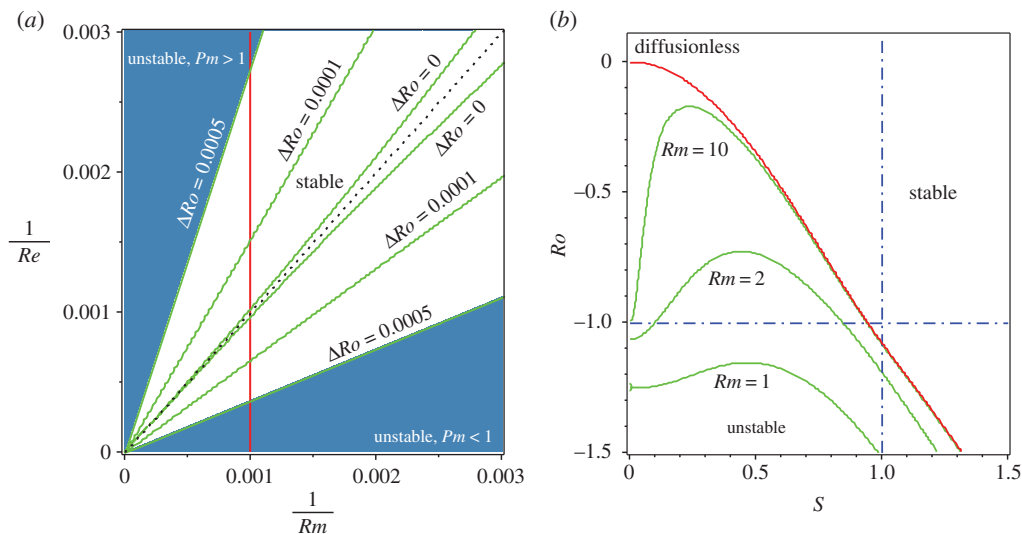 (a)
0.003
unstable, Pm > 1
ΔRo = 0.0005
ΔRo = 0.0001
ΔRo = 0
ΔRo = 0
0.002
stable
ΔRo = 0.0001
1
Re
0.001
ΔRo = 0.0005
unstable, Pm < 1
0
0
0.001
0.002
0.003
1
Rm
(b)
diffusionless
0
Rm = 10
−0.5
stable
Ro
Rm = 2
−1.0
Rm = 1
unstable
−1.5
0
0.5
1.0
1.5
S